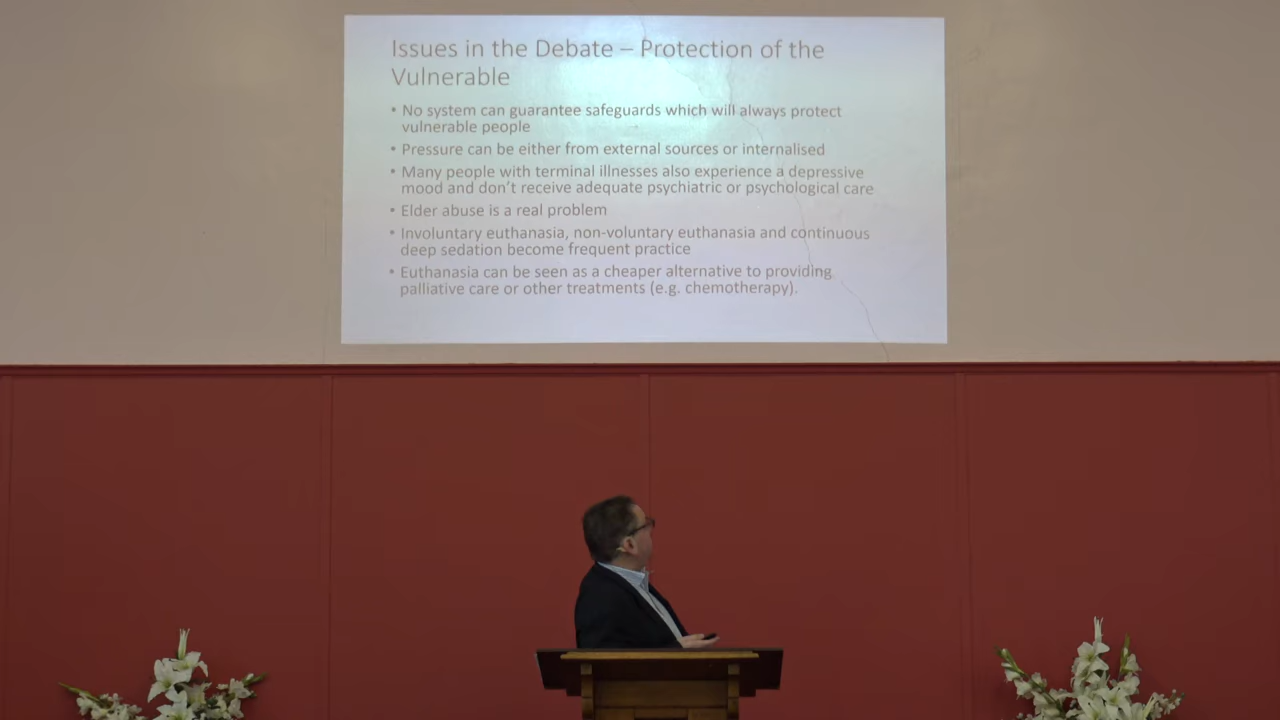 Issues in the Debate – Protection of the
Vulnerable
• No system can guarantee safeguards which will always protect
vulnerable people
• Pressure can be either from external sources or internalised
• Many people with terminal illnesses also experience a depressive
mood and don't receive adequate psychiatric or psychological care
• Elder abuse is a real problem
• Involuntary euthanasia, non-voluntary euthanasia and continuous
deep sedation become frequent practice
• Euthanasia can be seen as a cheaper alternative to providing
palliative care or other treatments (e.g. chemotherapy).